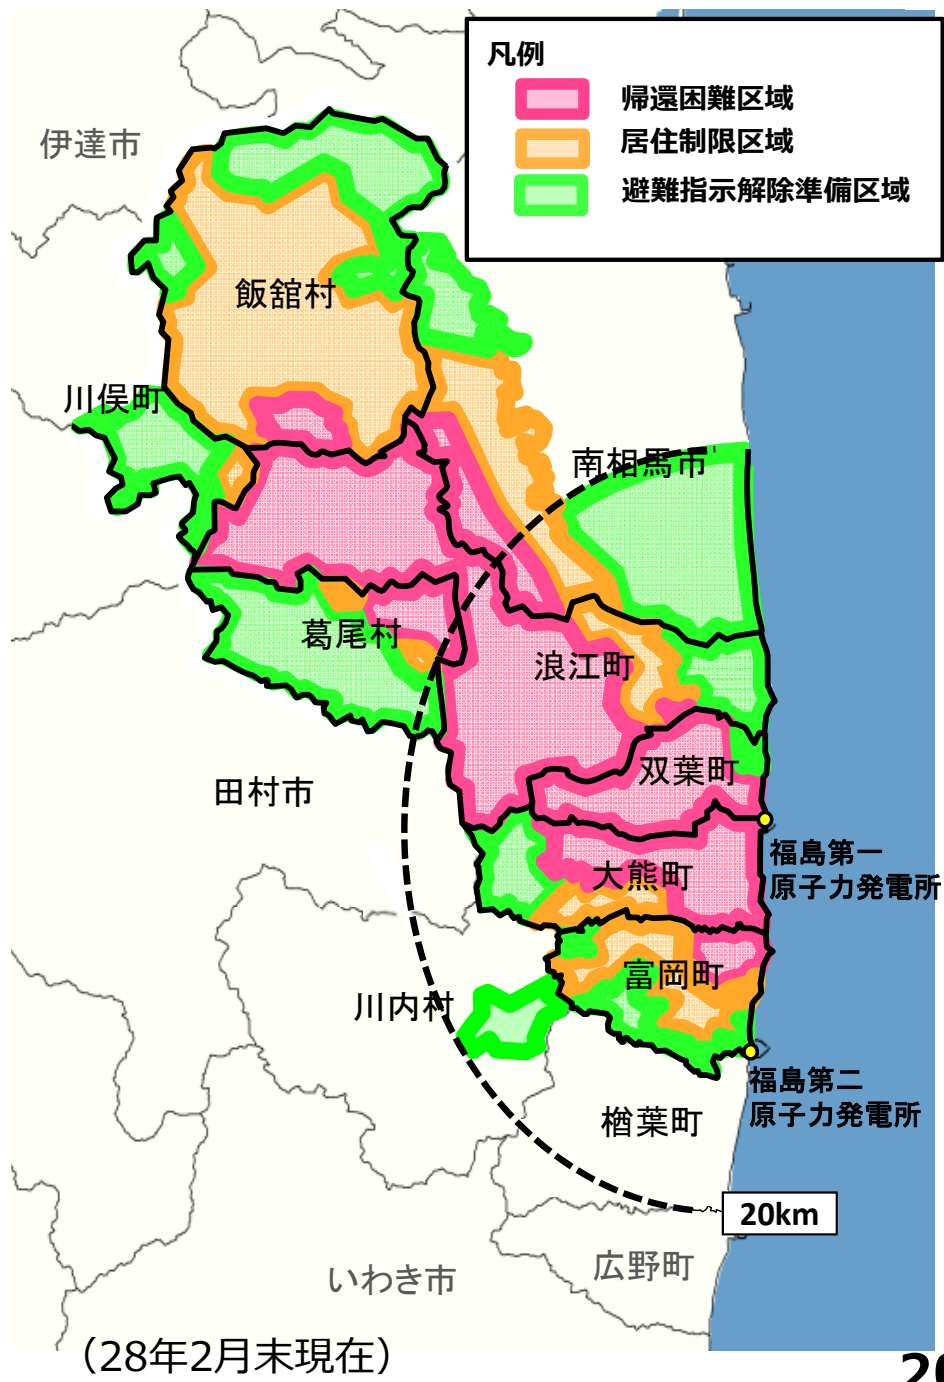 凡例
帰還困難区域
居住制限区域
避難指示解除準備区域
伊達市
飯舘村
川俣町
南相馬市
葛尾村
浪江町
双葉町
田村市
福島第一
原子力発電所
大熊町
富岡町
川内村
福島第二
原子力発電所
楢葉町
20km
広野町
いわき市
（28年2月末現在）